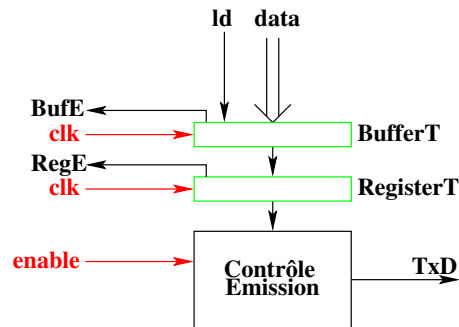 ld data
BufE
clk
BufferT
RegE
clk
RegisterT
enable
Contrôle
Emission
TxD